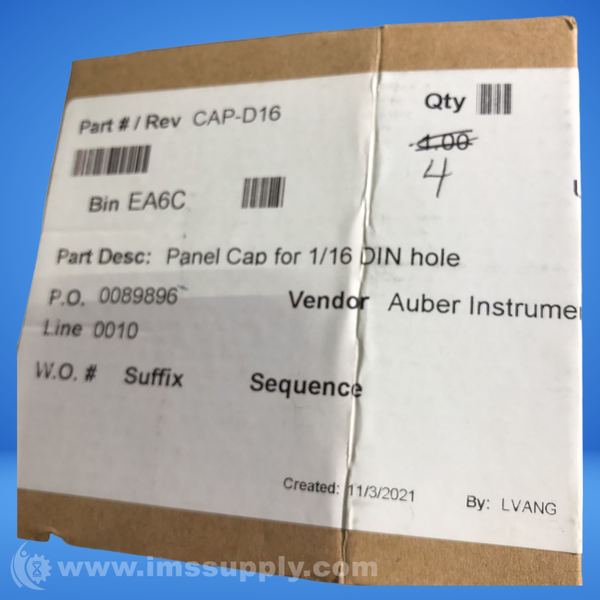 Part # / Rev CAP-D16
Qty
4.00
4
Bin EA6C
Part Desc: Panel Cap for 1/16 DIN hole
P.O. 0089896
Vendor Auber Instrume
Line 0010
W.O. # Suffix Sequence
Created: 11/3/2021
By: LVANG
www.imssupply.com